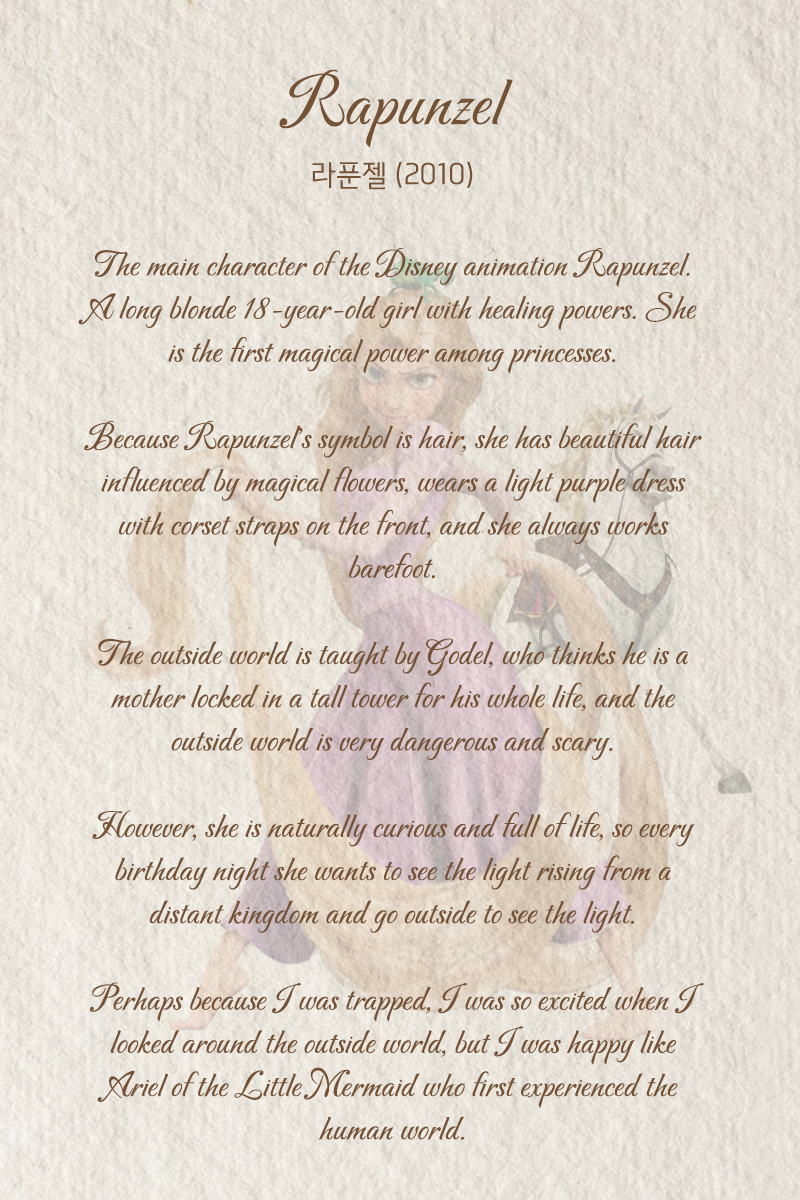 Rapunzel
라푼젤 (2010)
The main character of the Disney animation Rapunzel.
A long blonde 18-year-old girl with healing powers. She
is the first magical power among princesses.
Because Rapunzel's symbol is hair, she has beautiful hair
influenced by magical flowers, wears a light purple dress
with corset straps on the front, and she always works
barefoot.
The outside world is taught by Godel, who thinks he is a
mother locked in a tall tower for his whole life, and the
outside world is very dangerous and scary.
However, she is naturally curious and full of life, so every
birthday night she wants to see the light rising from a
distant kingdom and go outside to see the light.
Perhaps because I was trapped, I was so excited when I
looked around the outside world, but I was happy like
Ariel of the Little Mermaid who first experienced the
human world.